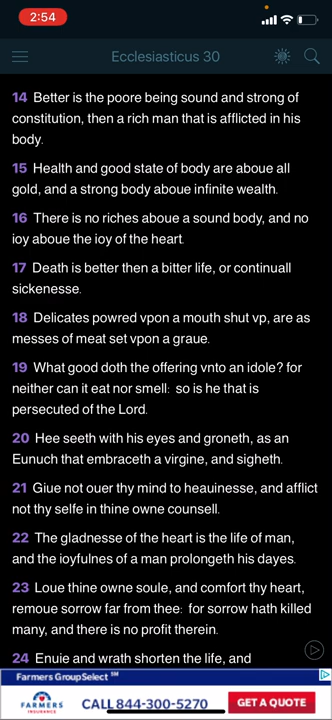 2:54
Ecclesiasticus 30
14 Better is the poore being sound and strong of
constitution, then a rich man that is afflicted in his
body.
15 Health and good state of body are aboue all
gold, and a strong body aboue infinite wealth.
16 There is no riches aboue a sound body, and no
ioy aboue the ioy of the heart.
17 Death is better then a bitter life, or continuall
sickenesse.
18 Delicates powred vpon a mouth shut vp, are as
messes of meat set vpon a graue.
19 What good doth the offering vnto an idole? for
neither can it eat nor smell: so is he that is
persecuted of the Lord.
20 Hee seeth with his eyes and groneth, as an
Eunuch that embraceth a virgine, and sigheth.
21 Giue not ouer thy mind to heauinesse, and afflict
not thy selfe in thine owne counsell.
22 The gladnesse of the heart is the life of man,
and the ioyfulnes of a man prolongeth his dayes.
23 Loue thine owne soule, and comfort thy heart,
remoue sorrow far from thee: for sorrow hath killed
many, and there is no profit therein.
24 Enuie and wrath shorten the life, and
Farmers GroupSelect ™
FARMERS
INSURANCE
CALL 844-300-5270
GET A QUOTE